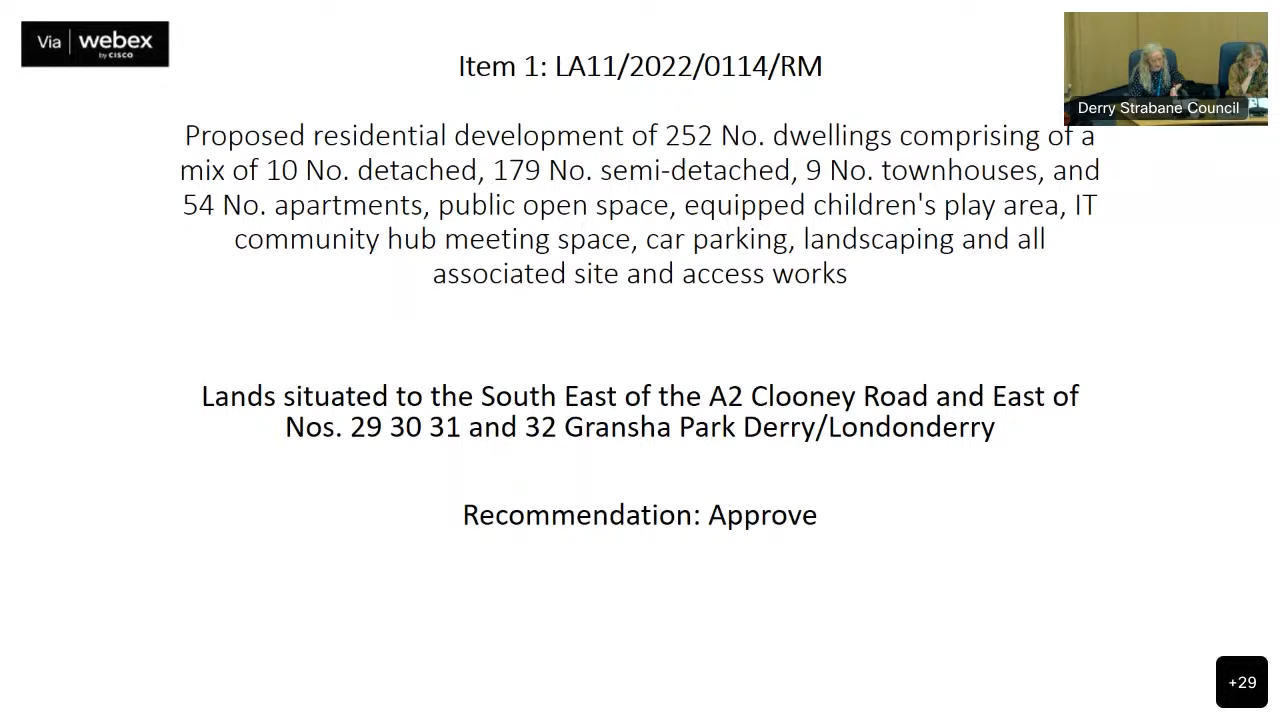 Via webex
by CISCO
Item 1: LA11/2022/0114/RM
Derry Strabane Council
Proposed residential development of 252 No. dwellings comprising of a
mix of 10 No. detached, 179 No. semi-detached, 9 No. townhouses, and
54 No. apartments, public open space, equipped children's play area, IT
community hub meeting space, car parking, landscaping and all
associated site and access works
Lands situated to the South East of the A2 Clooney Road and East of
Nos. 29 30 31 and 32 Gransha Park Derry/Londonderry
Recommendation: Approve
+29